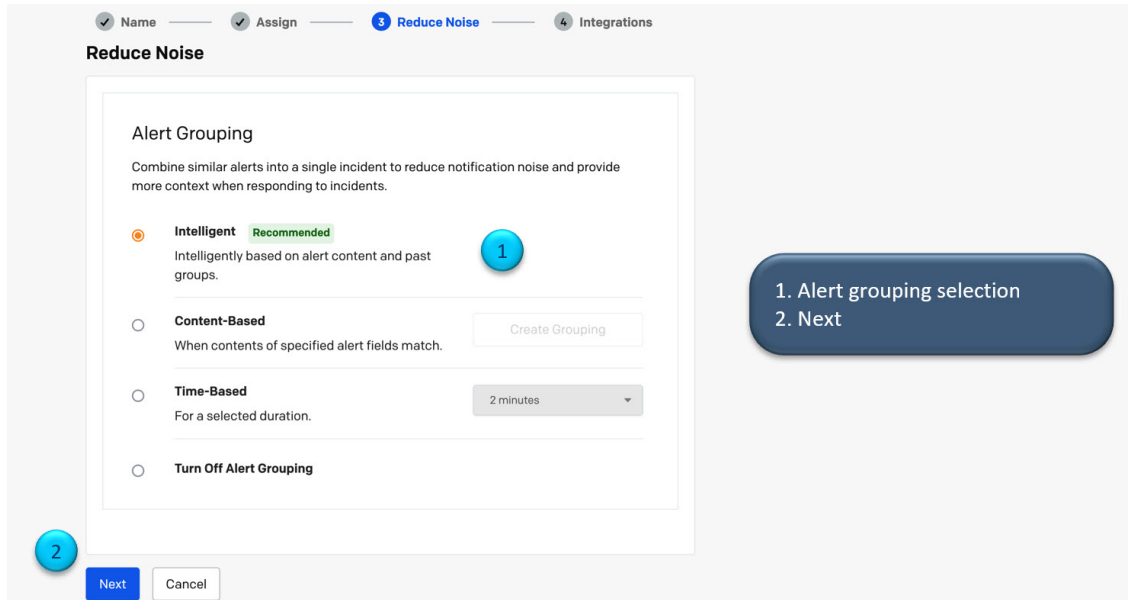 Name Assign 3 Reduce Noise 4 Integrations
Reduce Noise
Alert Grouping
Combine similar alerts into a single incident to reduce notification noise and provide
more context when responding to incidents.
Intelligent Recommended
Intelligently based on alert content and past
groups.
1
Content-Based
When contents of specified alert fields match.
Create Grouping
Time-Based
For a selected duration.
2 minutes
Turn Off Alert Grouping
2
Next Cancel
1. Alert grouping selection
2. Next